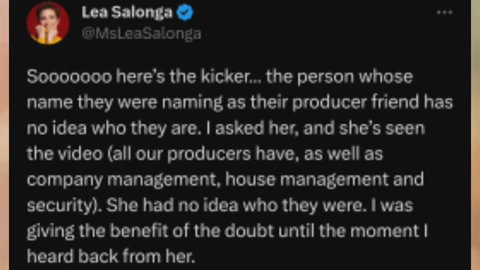 Lea Salonga
@MsLeaSalonga
Sooooooo here's the kicker... the person whose
name they were naming as their producer friend has
no idea who they are. I asked her, and she's seen
the video (all our producers have, as well as
company management, house management and
security). She had no idea who they were. I was
giving the benefit of the doubt until the moment I
heard back from her.